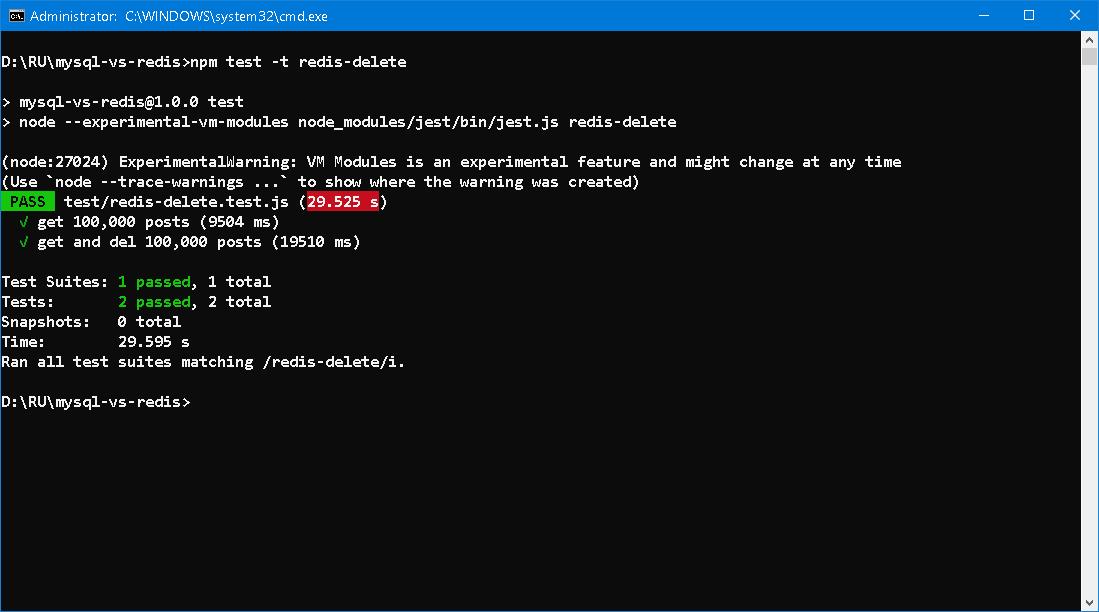 Administrator: C:\WINDOWS\system32\cmd.exe
D:\RU\mysql-vs-redis>npm test -t redis-delete
> mysql-vs-redis@1.0.0 test
> node --experimental-vm-modules node_modules/jest/bin/jest.js redis-delete
(node:27024) ExperimentalWarning: VM Modules is an experimental feature and might change at any time
(Use `node --trace-warnings ...` to show where the warning was created)
PASS test/redis-delete.test.js (29.525 s)
√ get 100,000 posts (9504 ms)
√ get and del 100,000 posts (19510 ms)
Test Suites: 1 passed, 1 total
Tests: 2 passed, 2 total
Snapshots: 0 total
Time: 29.595 s
Ran all test suites matching /redis-delete/i.
D:\RU\mysql-vs-redis>